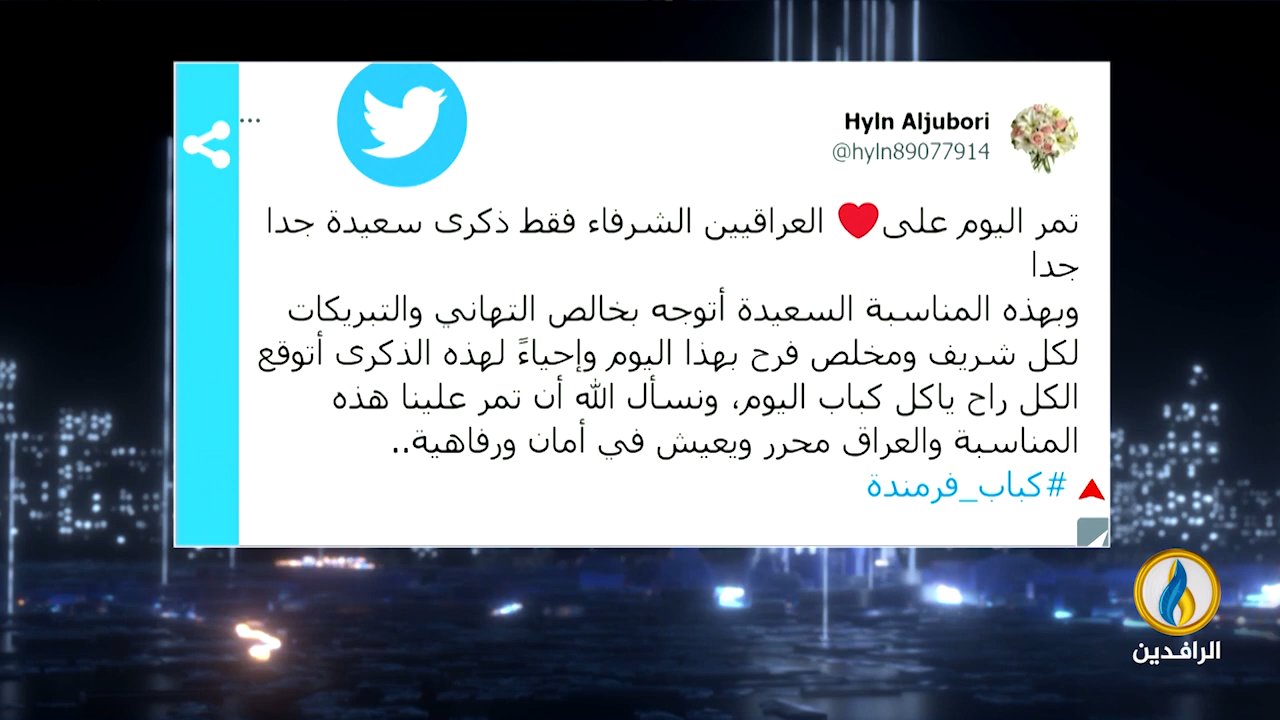 Hyln Aljubori
@hyln89077914
تمر اليوم على❤️ العراقيين الشرفاء فقط ذكرى سعيدة جدا
جدا
وبهذه المناسبة السعيدة أتوجه بخالص التهاني والتبريكات
لكل شريف ومخلص فرح بهذا اليوم وإحياءً لهذه الذكرى أتوقع
الكل راح ياكل كباب اليوم، ونسأل الله أن تمر علينا هذه
المناسبة والعراق محرر ويعيش في أمان ورفاهية..
#كباب_فرمندة
الرافدين